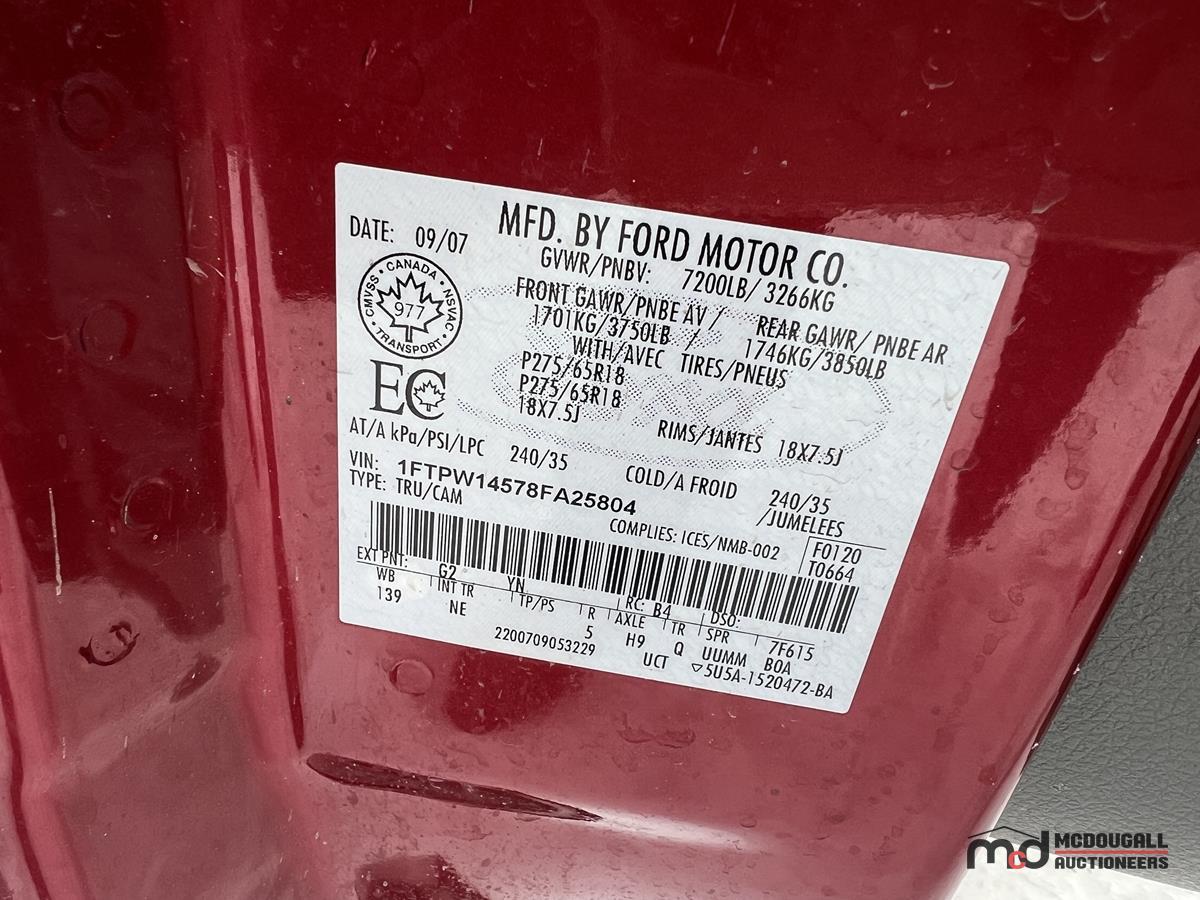 MFD. BY FORD MOTOR CO.
DATE: 09/07
GVWR/PNBV: 7200LB/ 3266KG
CMVSS · CANADA · NSVAC
977
TRANSPORT
FRONT GAWR/PNBE AV / REAR GAWR/ PNBE AR
1701KG/3750LB / 1746KG/3850LB
WITH/AVEC TIRES/PNEUS
P275/65R18
P275/65R18
18X7.5J RIMS/JANTES 18X7.5J
EC
AT/A kPa/PSI/LPC 240/35 COLD/A FROID 240/35
/JUMELEES
VIN: 1FTPW14578FA25804
TYPE: TRU/CAM
COMPLIES: ICES/NMB-002
F0120
T0664
EXT PNT: G2 YN RC: B4 DSO:
WB INT TR TP/PS R AXLE TR SPR 7F615
139 NE 5 H9 Q UUMM B0A
2200709053229 UCT ▽5U5A-1520472-BA
mcd MCDOUGALL
AUCTIONEERS